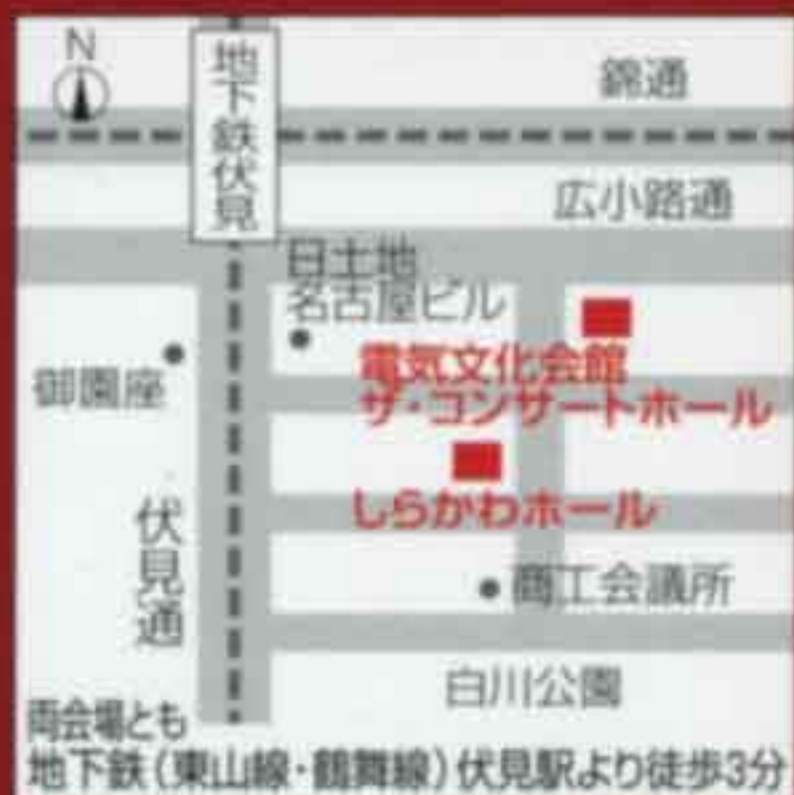 N
地下鉄伏見
錦通
広小路通
日土地
名古屋ビル
御園座
電気文化会館
ザ・コンサートホール
しらかわホール
伏見通
商工会議所
白川公園
両会場とも
地下鉄(東山線・鶴舞線)伏見駅より徒歩3分